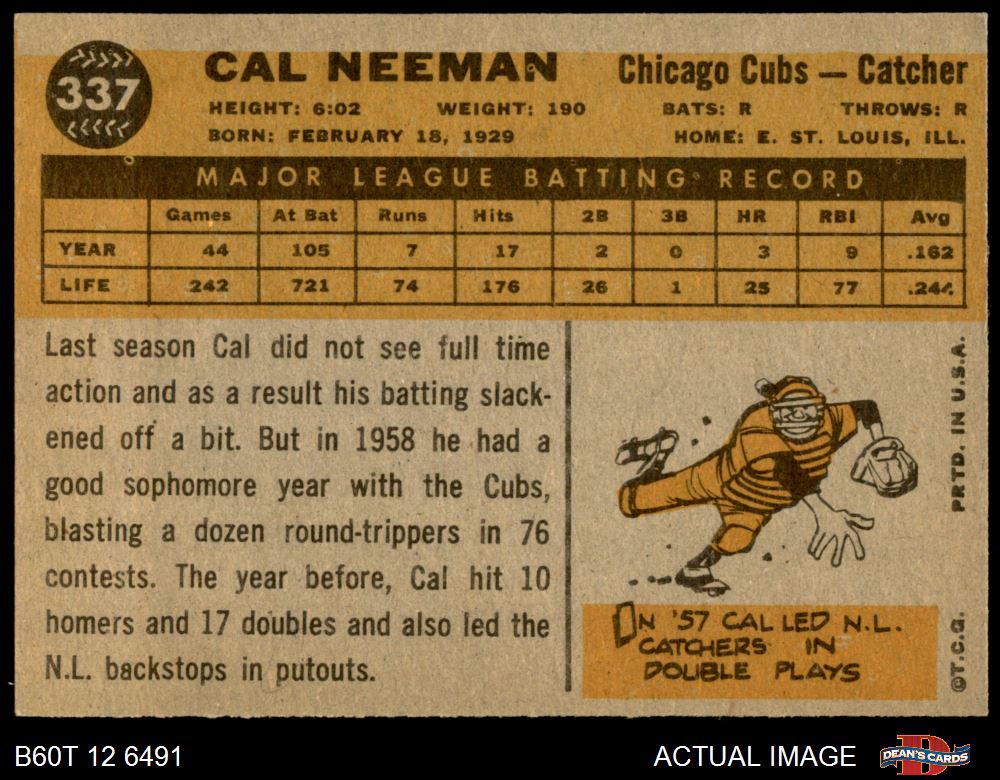 337
CAL NEEMAN
Chicago Cubs — Catcher
HEIGHT: 6:02 WEIGHT: 190 BATS: R THROWS: R
BORN: FEBRUARY 18, 1929 HOME: E. ST. LOUIS, ILL.
MAJOR LEAGUE BATTING RECORD
Games At Bat Runs Hits 2B 3B HR RBI Avg
YEAR 44 105 7 17 2 0 3 9 .162
LIFE 242 721 74 176 26 1 25 77 .244
Last season Cal did not see full time
action and as a result his batting slack-
ened off a bit. But in 1958 he had a
good sophomore year with the Cubs,
blasting a dozen round-trippers in 76
contests. The year before, Cal hit 10
homers and 17 doubles and also led the
N.L. backstops in putouts.
ON '57 CAL LED N.L.
CATCHERS IN
DOUBLE PLAYS
©T.C.G. PRTD. IN U.S.A.
B60T 12 6491
ACTUAL IMAGE
DEAN'S CARDS